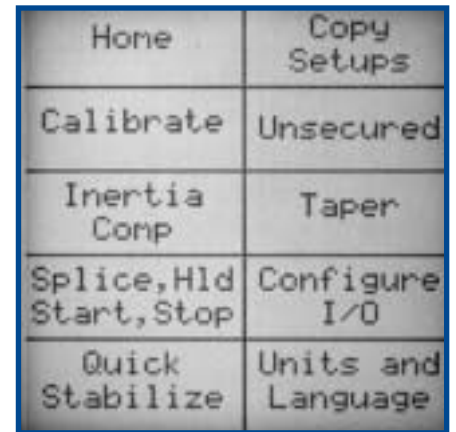 Home
Copy
Setups
Calibrate
Unsecured
Inertia
Comp
Taper
Splice,Hld
Start,Stop
Configure
I/O
Quick
Stabilize
Units and
Language